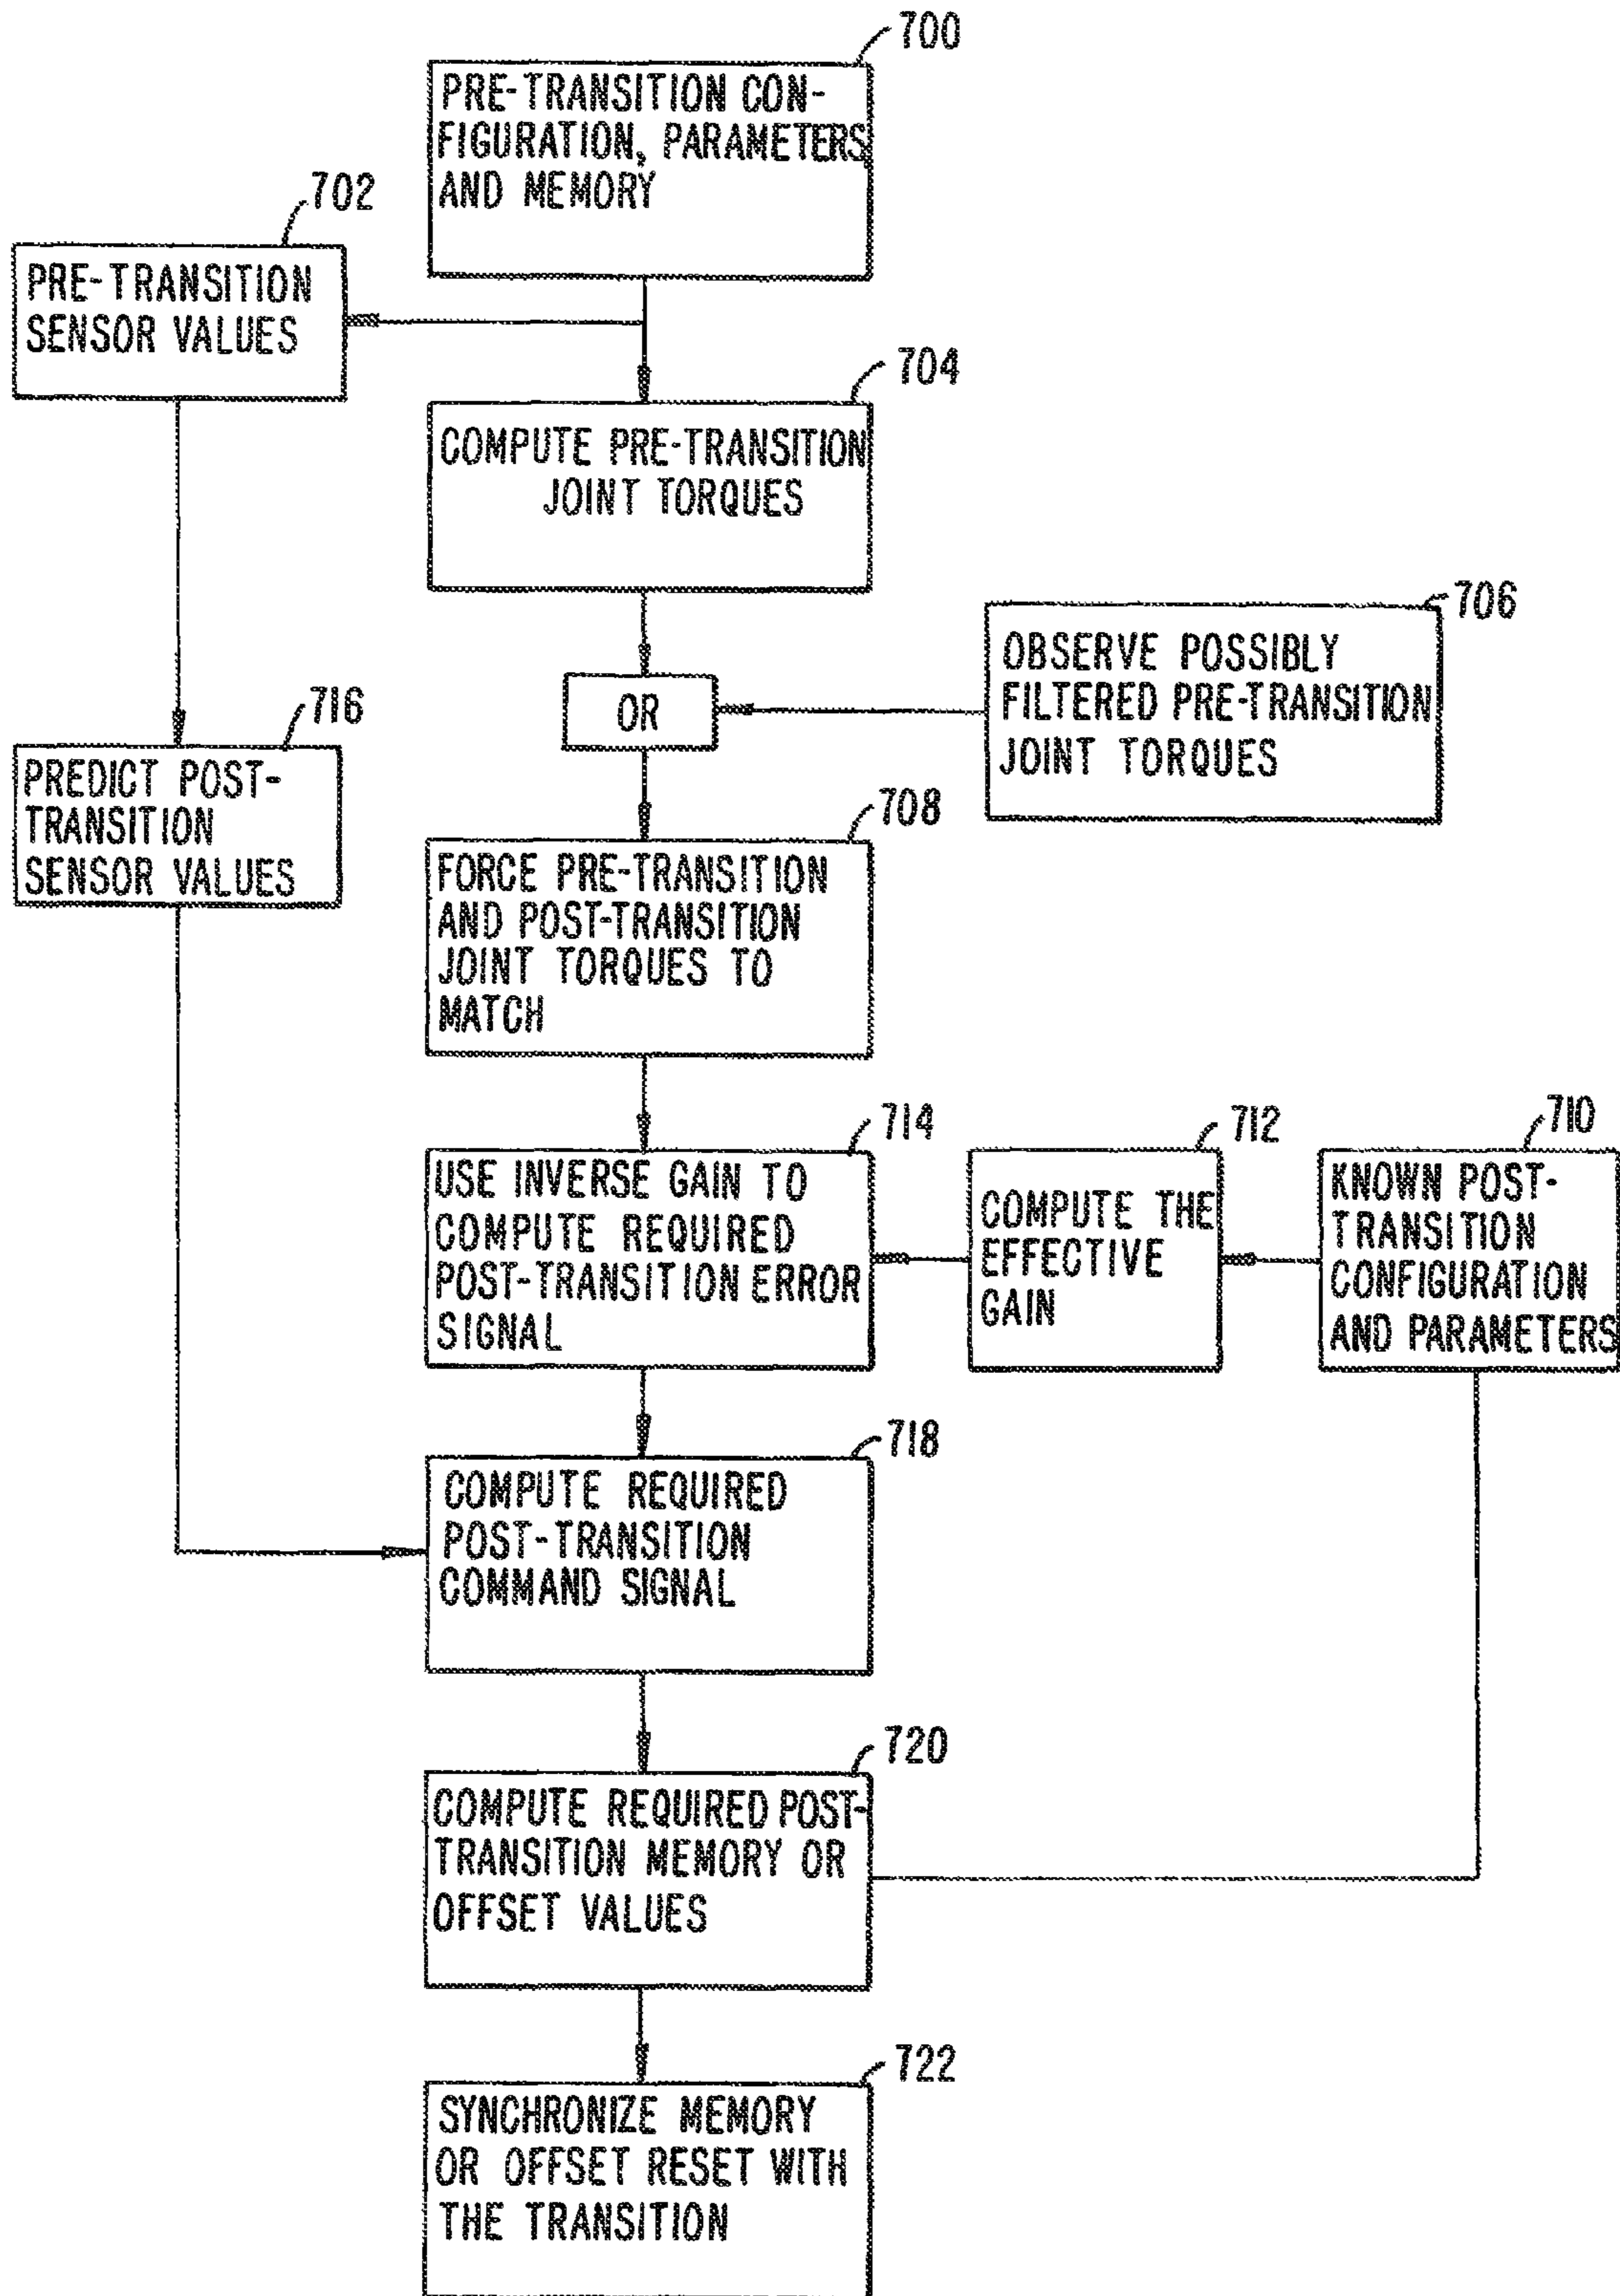 700
PRE-TRANSITION CON-
FIGURATION, PARAMETERS
AND MEMORY
702
PRE-TRANSITION
SENSOR VALUES
704
COMPUTE PRE-TRANSITION
JOINT TORQUES
706
OBSERVE POSSIBLY
FILTERED PRE-TRANSITION
JOINT TORQUES
OR
716
PREDICT POST-
TRANSITION
SENSOR VALUES
708
FORCE PRE-TRANSITION
AND POST-TRANSITION
JOINT TORQUES TO
MATCH
714
USE INVERSE GAIN TO
COMPUTE REQUIRED
POST-TRANSITION ERROR
SIGNAL
712
COMPUTE THE
EFFECTIVE
GAIN
710
KNOWN POST-
TRANSITION
CONFIGURATION
AND PARAMETERS
718
COMPUTE REQUIRED
POST-TRANSITION
COMMAND SIGNAL
720
COMPUTE REQUIRED POST-
TRANSITION MEMORY OR
OFFSET VALUES
722
SYNCHRONIZE MEMORY
OR OFFSET RESET WITH
THE TRANSITION